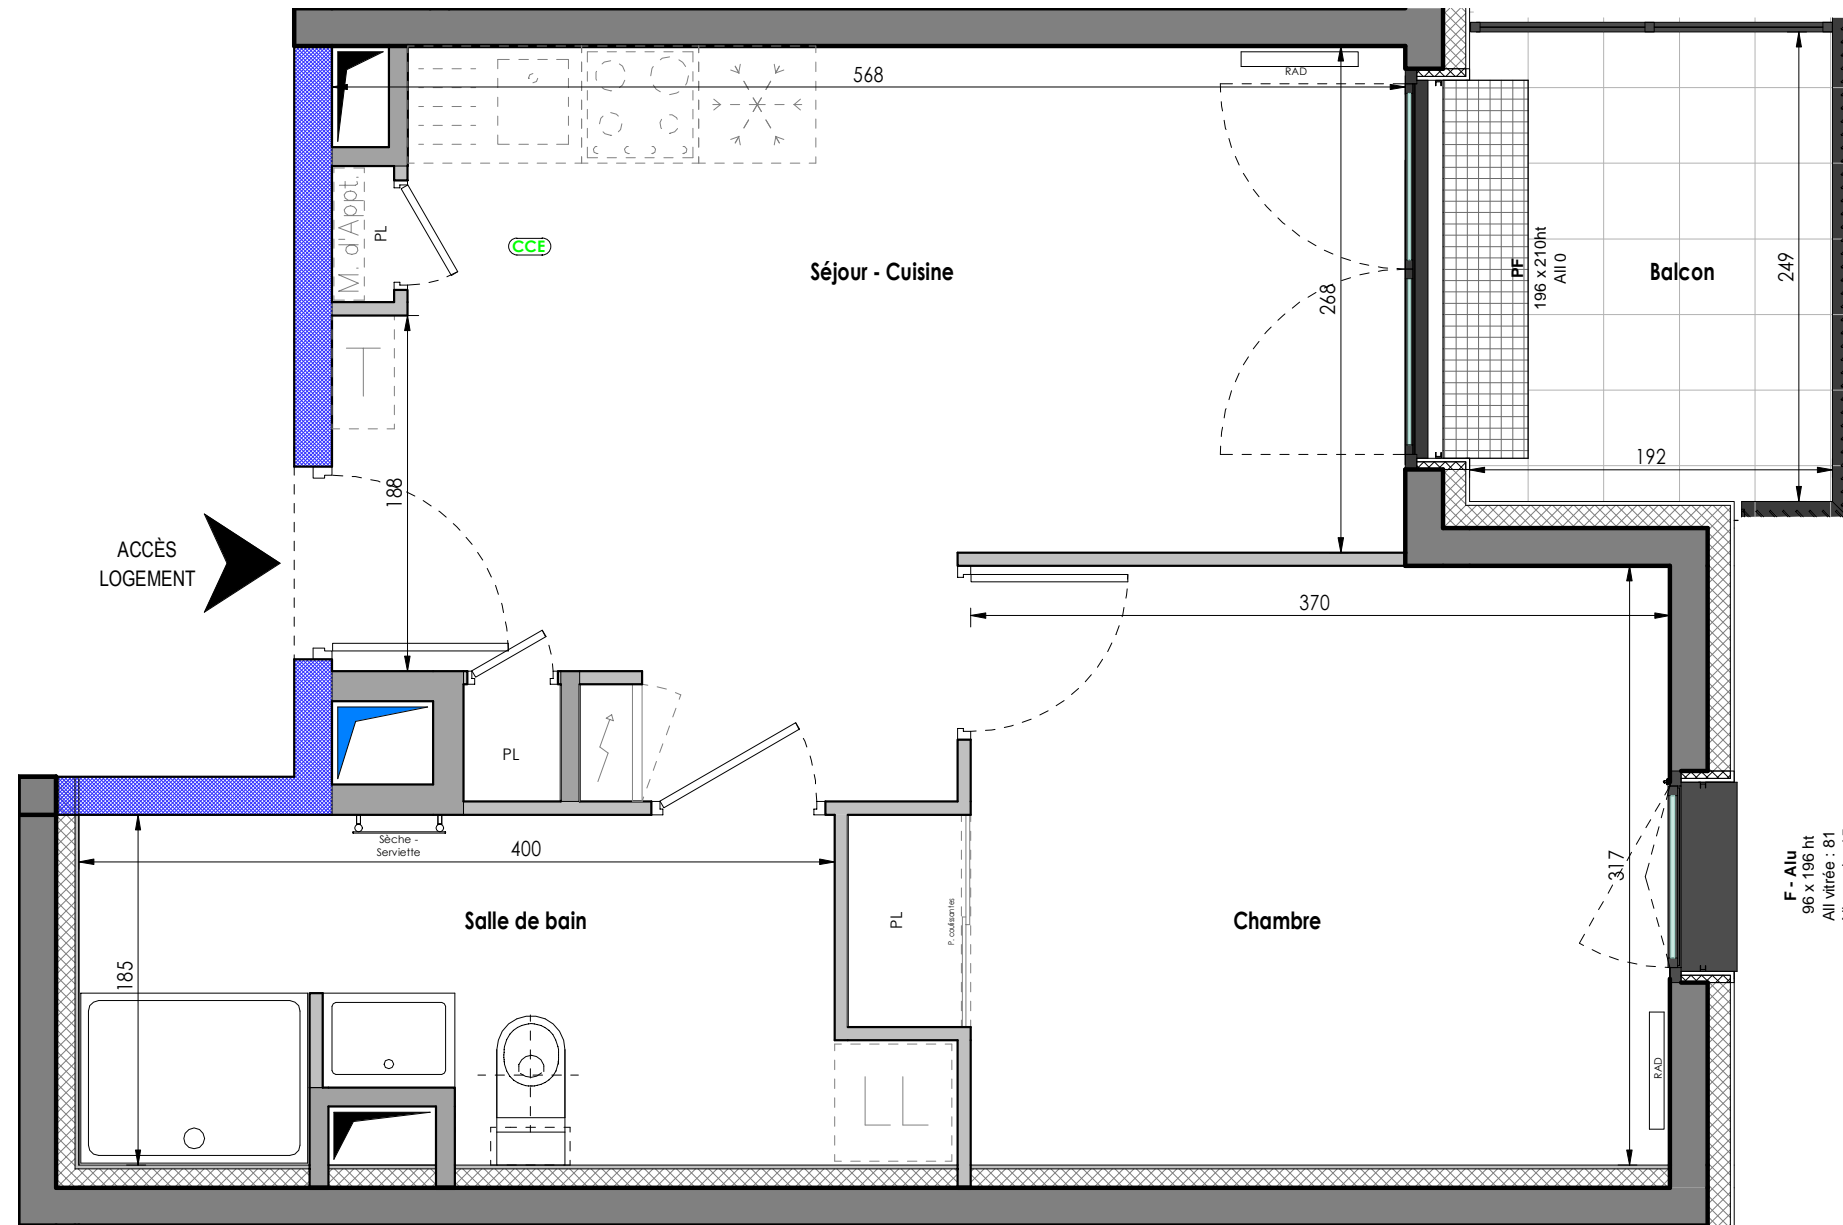 568
RAD
M. d'Appt.
PL
CCE
Séjour - Cuisine
268
PF
196 x 210ht
All 0
Balcon
249
192
188
ACCÈS
LOGEMENT
370
PL
Sèche -
Serviette
400
Salle de bain
185
PL
P. coulissantes
Chambre
317
F - Alu
96 x 196 ht
All vitrée : 81
RAD
LL
T